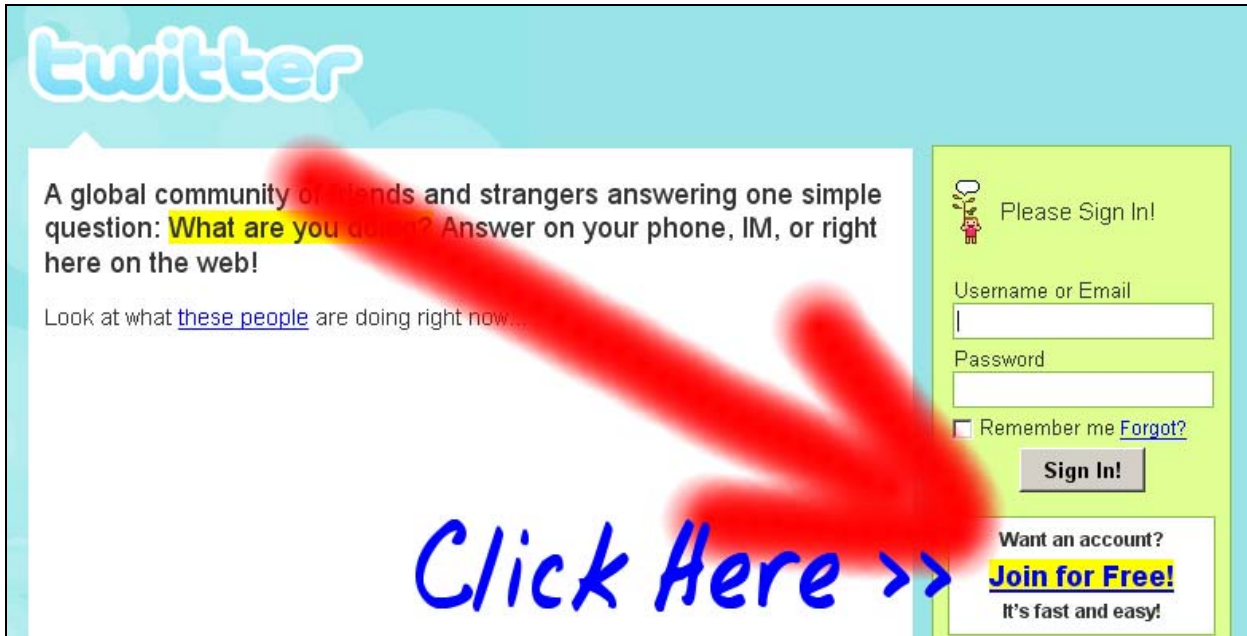 twitter
A global community of friends and strangers answering one simple
question: What are you doing? Answer on your phone, IM, or right
here on the web!
Look at what these people are doing right now...
Please Sign In!
Username or Email
Password
Remember me Forgot?
Sign In!
Want an account?
Join for Free!
It's fast and easy!
Click Here >>